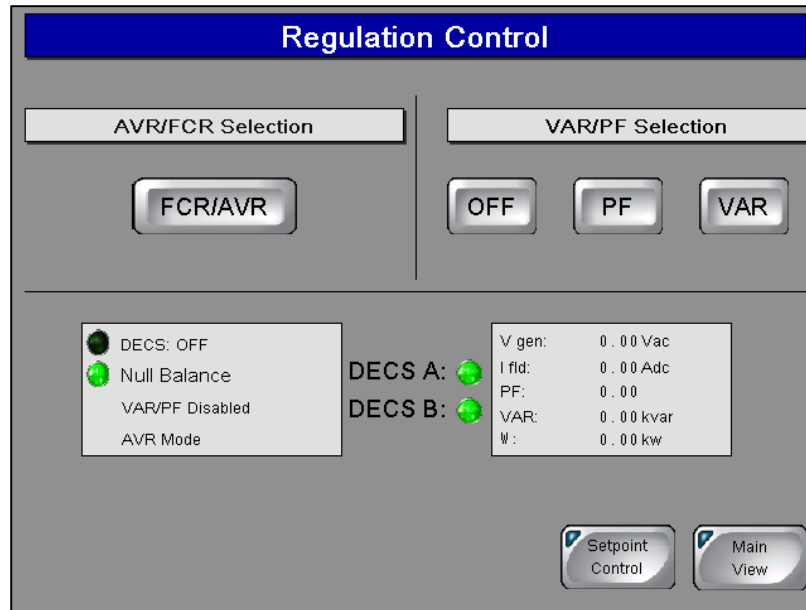 Regulation Control
AVR/FCR Selection
VAR/PF Selection
FCR/AVR
OFF
PF
VAR
DECS: OFF
Null Balance
VAR/PF Disabled
AVR Mode
DECS A:
DECS B:
V gen: 0.00 Vac
I fld: 0.00 Adc
PF: 0.00
VAR: 0.00 kvar
W: 0.00 kw
Setpoint
Control
Main
View